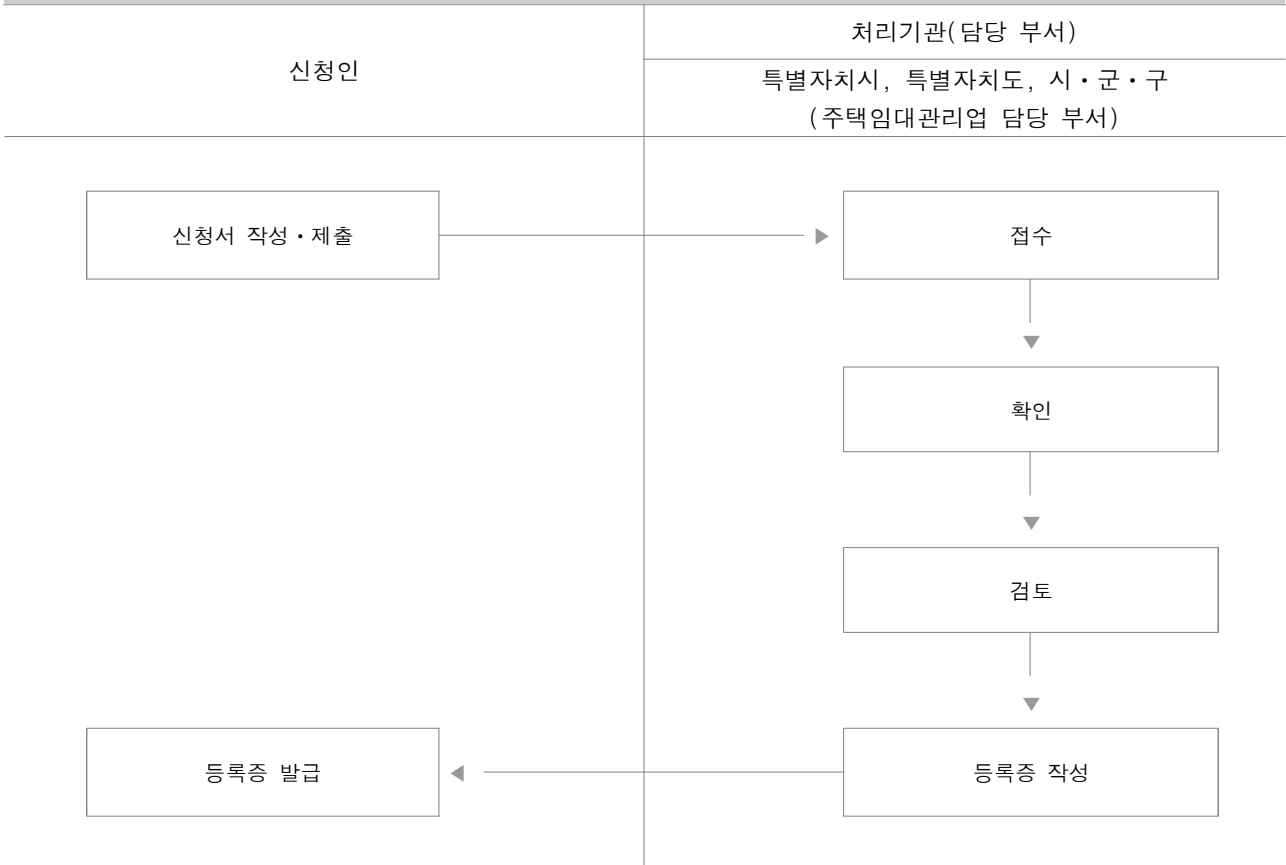 신청인
처리기관(담당 부서)
특별자치시, 특별자치도, 시・군・구
(주택임대관리업 담당 부서)
신청서 작성・제출
접수
확인
검토
등록증 발급
등록증 작성